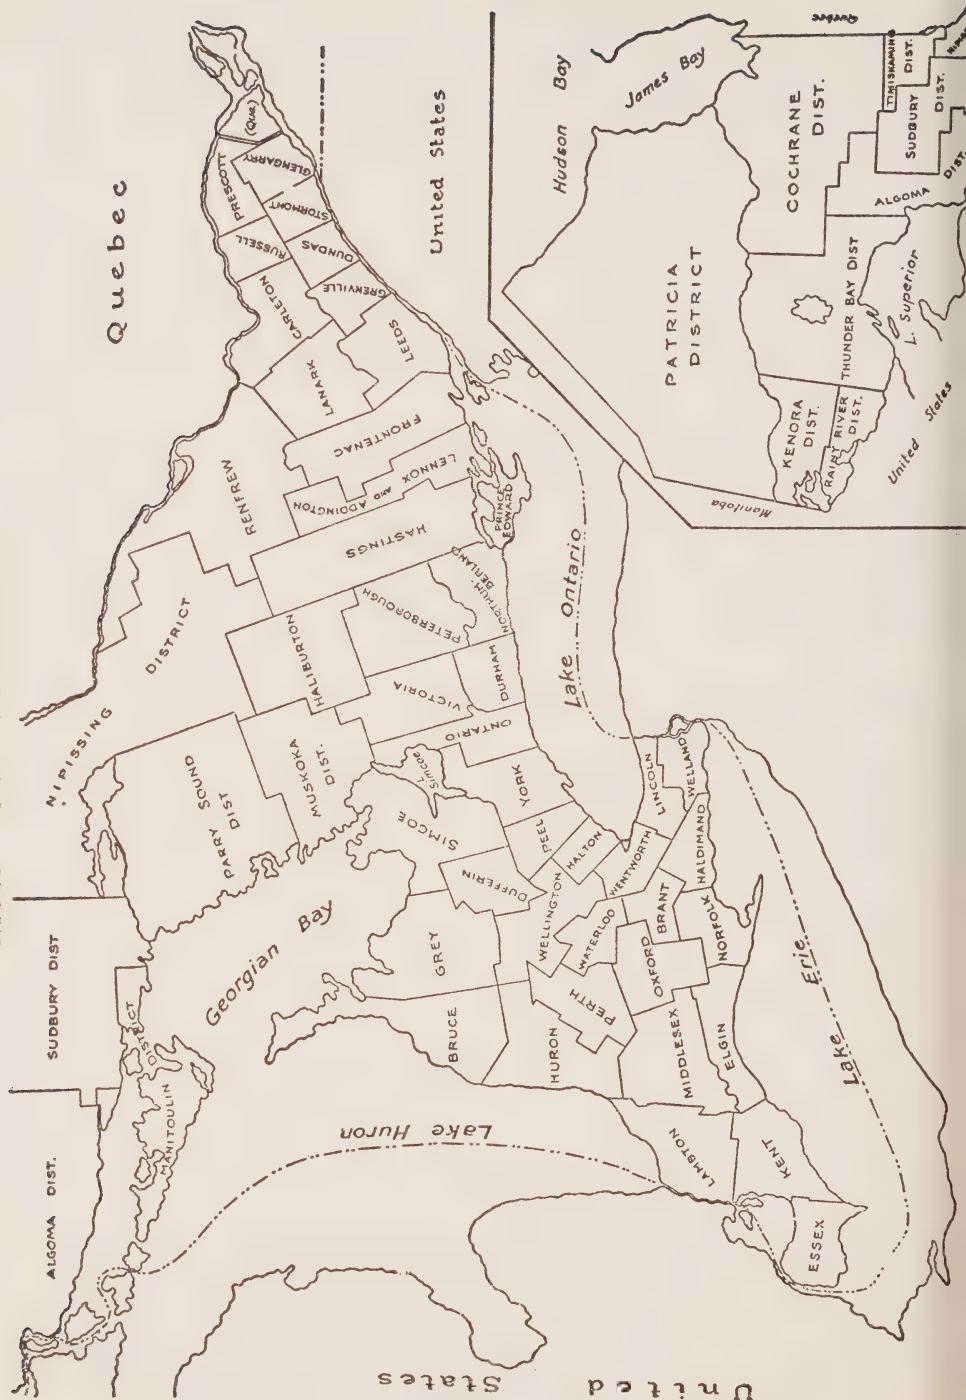 Quebec
NIPISSING
DISTRICT
SUDBURY DIST
ALGOMA DIST.
MANITOULIN
DISTRICT
PARRY SOUND
DIST
MUSKOKA
DIST.
HALIBURTON
RENFREW
LANARK
CARLETON
RUSSELL
PRESCOTT
(Que)
GLENGARRY
STORMONT
DUNDAS
GRENVILLE
LEEDS
FRONTENAC
LENNOX
AND
ADDINGTON
HASTINGS
PRINCE
EDWARD
NORTHUM-
BERLAND
PETERBOROUGH
VICTORIA
DURHAM
ONTARIO
L.
Simcoe
YORK
SIMCOE
PEEL
HALTON
DUFFERIN
WELLINGTON
WATERLOO
WENTWORTH
LINCOLN
WELLAND
HALDIMAND
BRANT
NORFOLK
OXFORD
PERTH
GREY
BRUCE
HURON
MIDDLESEX
ELGIN
LAMBTON
KENT
ESSEX
Georgian Bay
Lake Huron
Lake Ontario
Lake Erie
United States
United States
Hudson Bay
James Bay
Quebec
PATRICIA
DISTRICT
COCHRANE
DIST.
TIMISKAMING
DIST.
SUDBURY
DIST.
ALGOMA
DIST.
KENORA
DIST.
RAINY RIVER
DIST.
THUNDER BAY DIST
L. Superior
United States
Manitoba